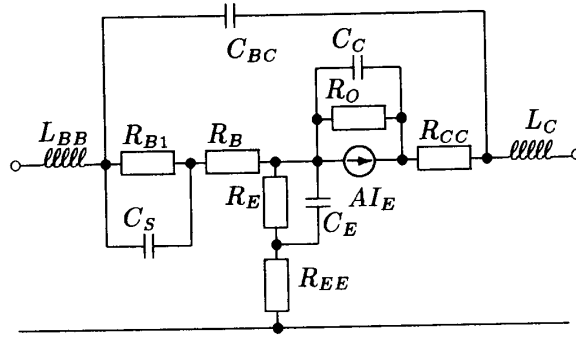 C_BC
C_C
R_O
L_BB
R_B1
R_B
R_CC
L_C
R_E
AI_E
C_S
C_E
R_EE